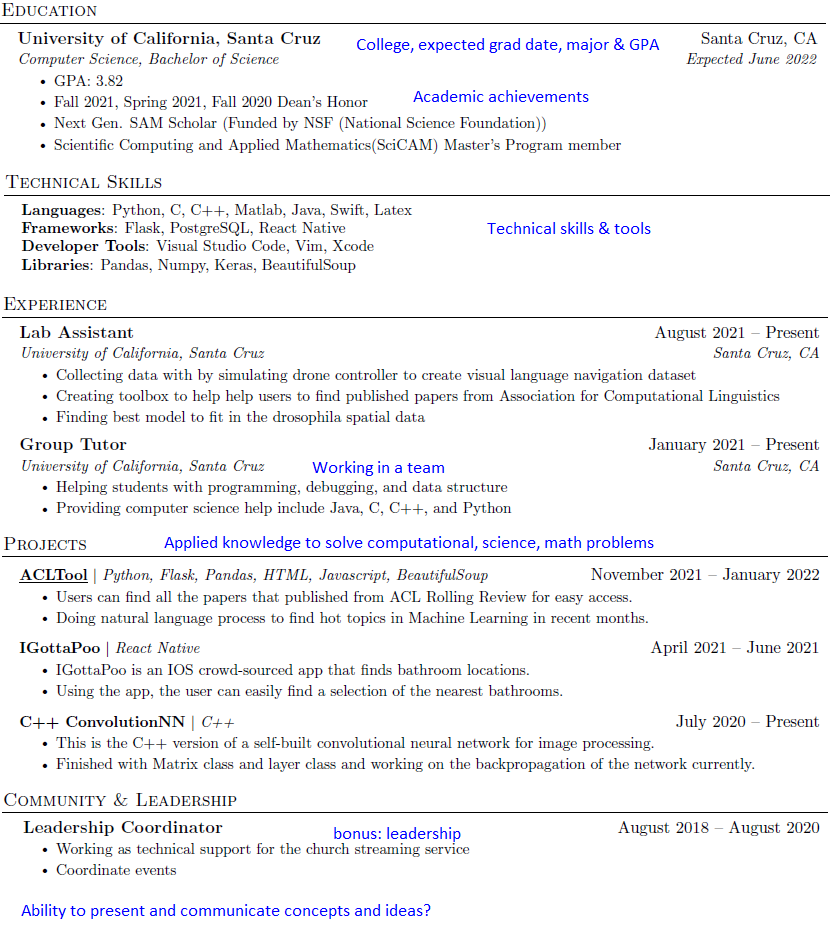 EDUCATION
University of California, Santa Cruz College, expected grad date, major & GPA Santa Cruz, CA
Computer Science, Bachelor of Science Expected June 2022
• GPA: 3.82
• Fall 2021, Spring 2021, Fall 2020 Dean's Honor Academic achievements
• Next Gen. SAM Scholar (Funded by NSF (National Science Foundation))
• Scientific Computing and Applied Mathematics(SciCAM) Master's Program member
TECHNICAL SKILLS
Languages: Python, C, C++, Matlab, Java, Swift, Latex
Frameworks: Flask, PostgreSQL, React Native Technical skills & tools
Developer Tools: Visual Studio Code, Vim, Xcode
Libraries: Pandas, Numpy, Keras, BeautifulSoup
EXPERIENCE
Lab Assistant August 2021 – Present
University of California, Santa Cruz Santa Cruz, CA
• Collecting data with by simulating drone controller to create visual language navigation dataset
• Creating toolbox to help help users to find published papers from Association for Computational Linguistics
• Finding best model to fit in the drosophila spatial data
Group Tutor January 2021 – Present
University of California, Santa Cruz Working in a team Santa Cruz, CA
• Helping students with programming, debugging, and data structure
• Providing computer science help include Java, C, C++, and Python
PROJECTS Applied knowledge to solve computational, science, math problems
ACLTool | Python, Flask, Pandas, HTML, Javascript, BeautifulSoup November 2021 – January 2022
• Users can find all the papers that published from ACL Rolling Review for easy access.
• Doing natural language process to find hot topics in Machine Learning in recent months.
IGottaPoo | React Native April 2021 – June 2021
• IGottaPoo is an IOS crowd-sourced app that finds bathroom locations.
• Using the app, the user can easily find a selection of the nearest bathrooms.
C++ ConvolutionNN | C++ July 2020 – Present
• This is the C++ version of a self-built convolutional neural network for image processing.
• Finished with Matrix class and layer class and working on the backpropagation of the network currently.
COMMUNITY & LEADERSHIP
Leadership Coordinator bonus: leadership August 2018 – August 2020
• Working as technical support for the church streaming service
• Coordinate events
Ability to present and communicate concepts and ideas?